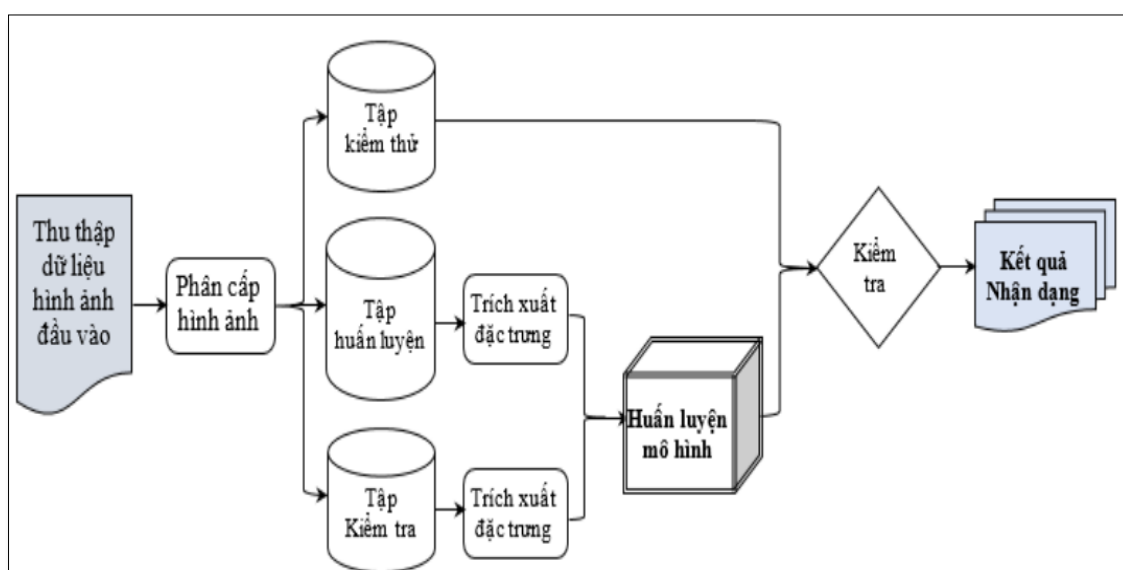 Thu thập
dữ liệu
hình ảnh
đầu vào
Phân cấp
hình ảnh
Tập
kiểm thử
Tập
huấn luyện
Trích xuất
đặc trưng
Tập
Kiểm tra
Trích xuất
đặc trưng
Huấn luyện
mô hình
Kiểm
tra
Kết quả
Nhận dạng